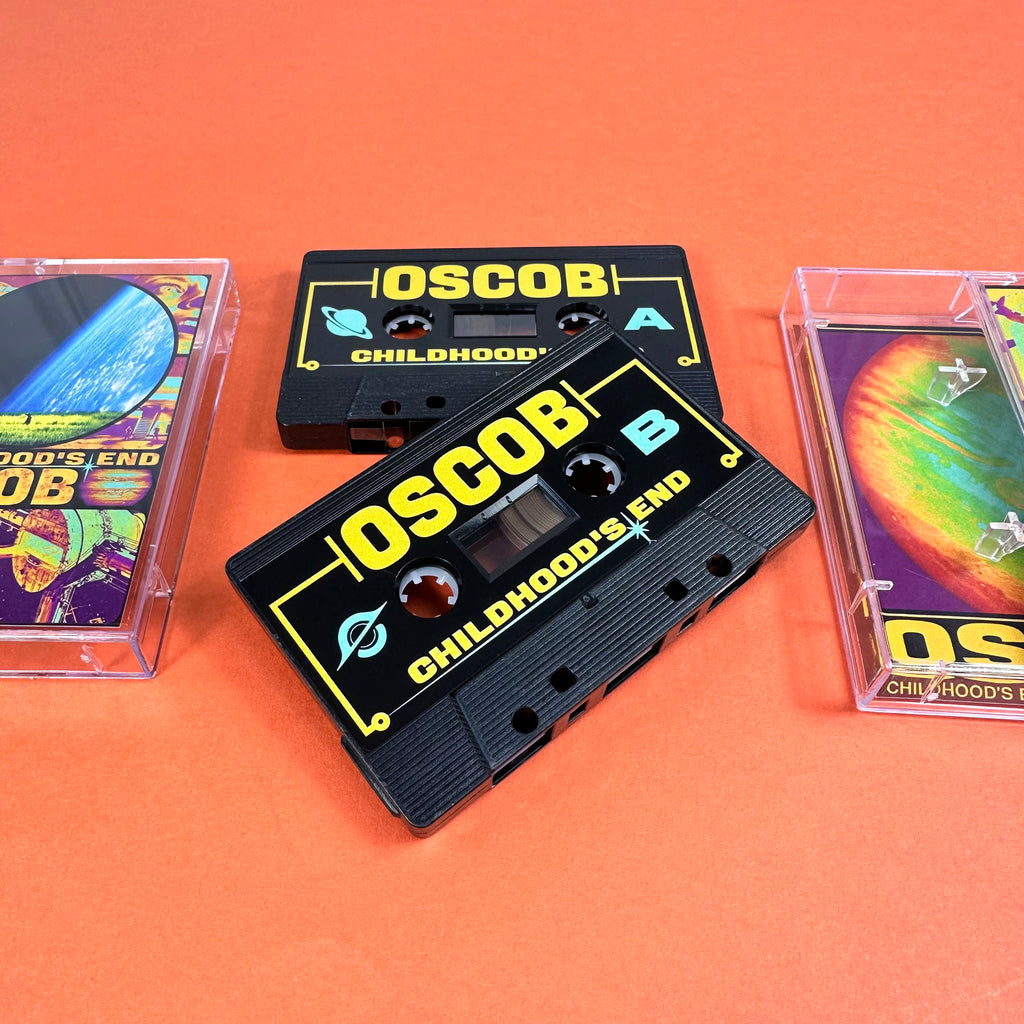 OSCOB
A
CHILDHOOD'
OSCOB
B
CHILDHOOD'S END
OOD'S END
OB
OS
CHILDHOOD'S E